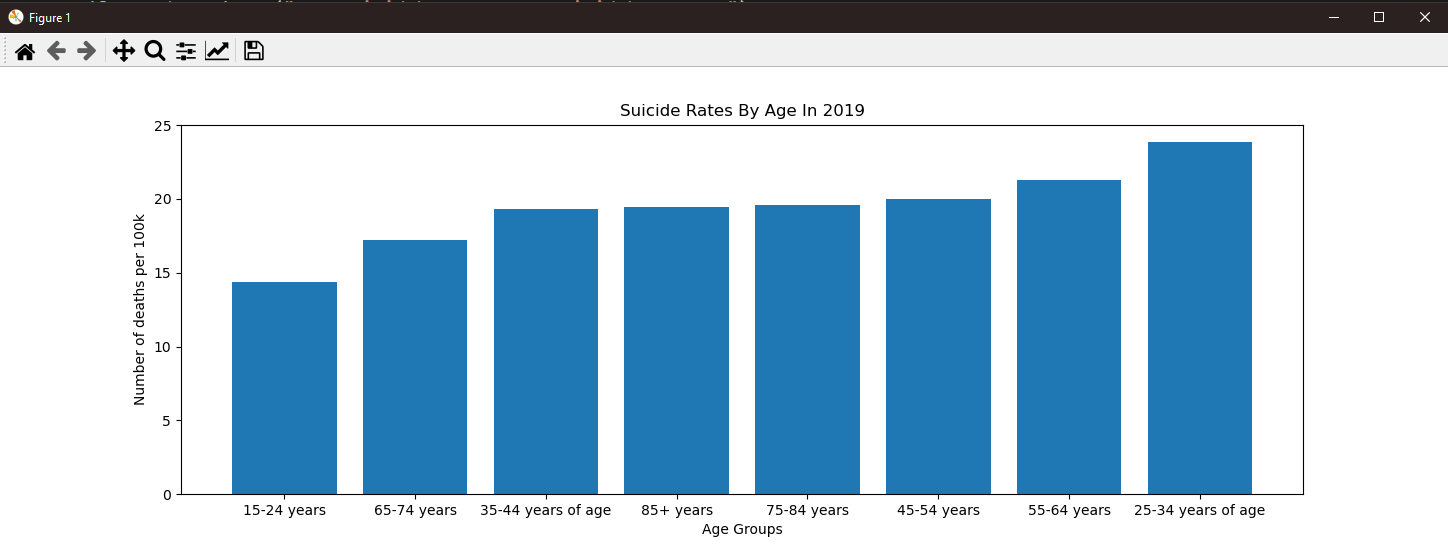 Figure 1
Suicide Rates By Age In 2019
Number of deaths per 100k
25
20
15
10
5
0
15-24 years 65-74 years 35-44 years of age 85+ years 75-84 years 45-54 years 55-64 years 25-34 years of age
Age Groups